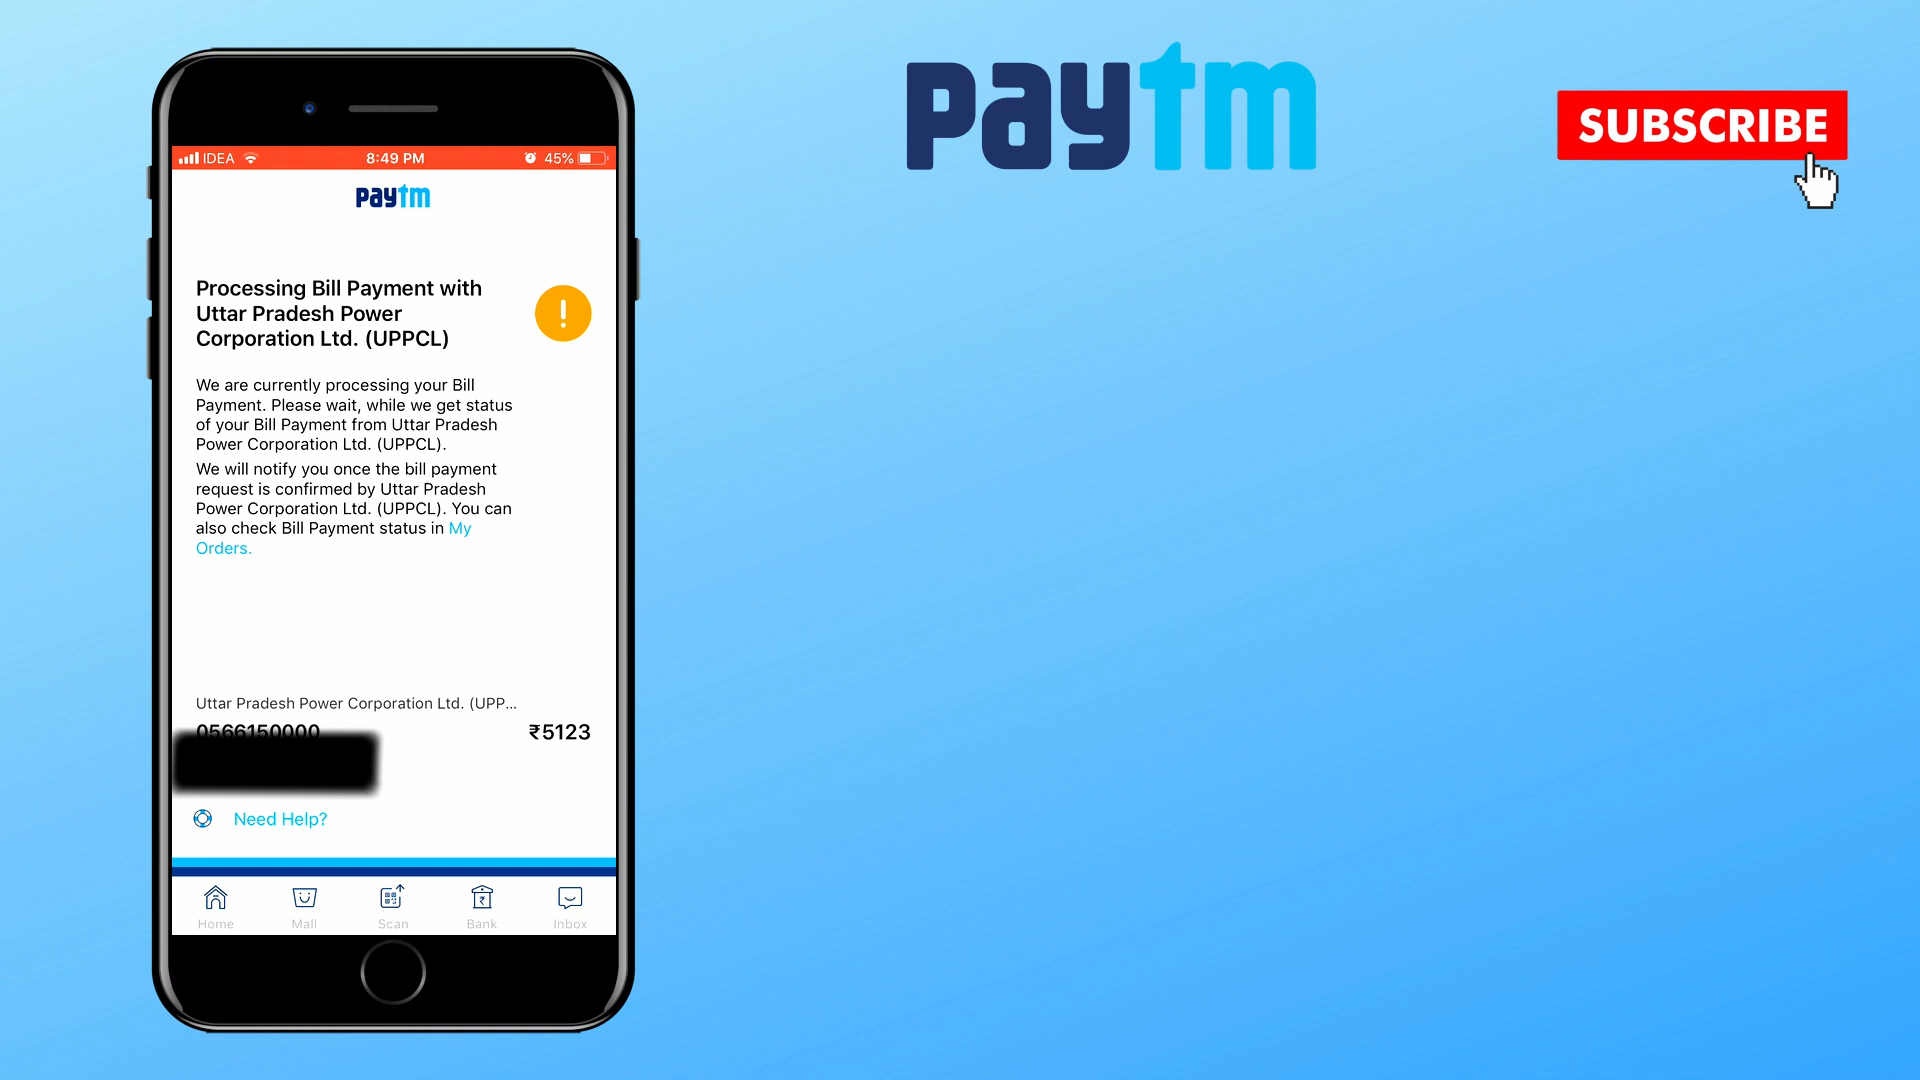 paytm
SUBSCRIBE
IDEA 8:49 PM 45%
paytm
Processing Bill Payment with
Uttar Pradesh Power
Corporation Ltd. (UPPCL)
!
We are currently processing your Bill
Payment. Please wait, while we get status
of your Bill Payment from Uttar Pradesh
Power Corporation Ltd. (UPPCL).
We will notify you once the bill payment
request is confirmed by Uttar Pradesh
Power Corporation Ltd. (UPPCL). You can
also check Bill Payment status in My
Orders.
Uttar Pradesh Power Corporation Ltd. (UPP...
0566150000 ₹5123
Need Help?
Home Mall Scan Bank Inbox